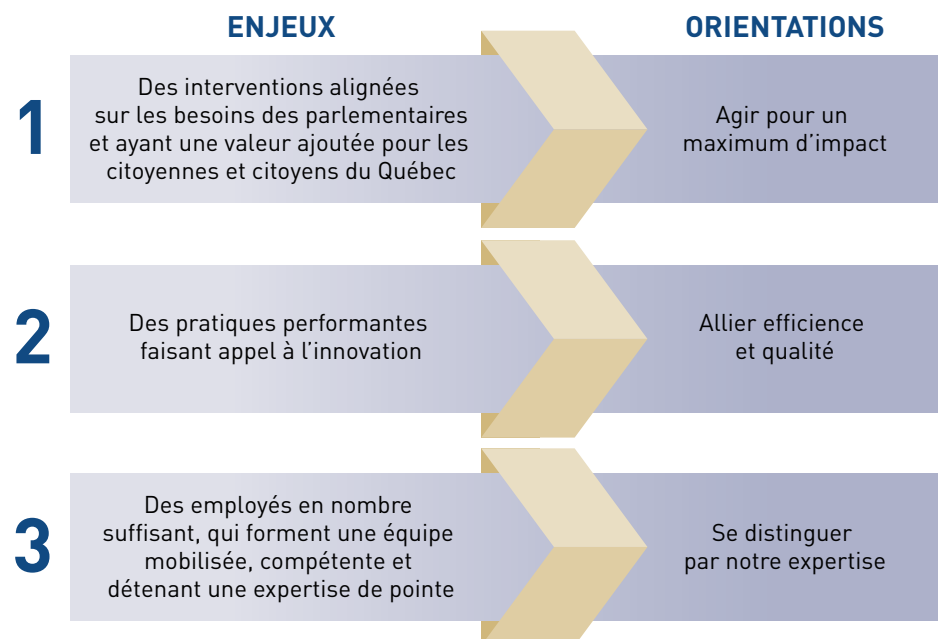 ENJEUX
ORIENTATIONS
1
Des interventions alignées
sur les besoins des parlementaires
et ayant une valeur ajoutée pour les
citoyennes et citoyens du Québec
Agir pour un
maximum d'impact
2
Des pratiques performantes
faisant appel à l'innovation
Allier efficience
et qualité
3
Des employés en nombre
suffisant, qui forment une équipe
mobilisée, compétente et
détenant une expertise de pointe
Se distinguer
par notre expertise